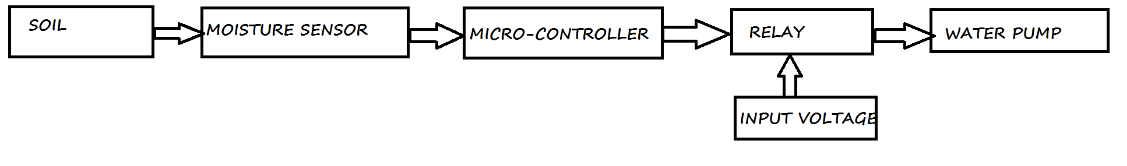 SOIL
MOISTURE SENSOR
MICRO-CONTROLLER
RELAY
WATER PUMP
INPUT VOLTAGE